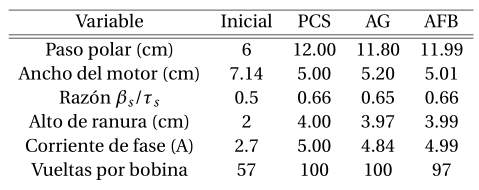 Variable Inicial PCS AG AFB
Paso polar (cm) 6 12.00 11.80 11.99
Ancho del motor (cm) 7.14 5.00 5.20 5.01
Razón βs/τs 0.5 0.66 0.65 0.66
Alto de ranura (cm) 2 4.00 3.97 3.99
Corriente de fase (A) 2.7 5.00 4.84 4.99
Vueltas por bobina 57 100 100 97